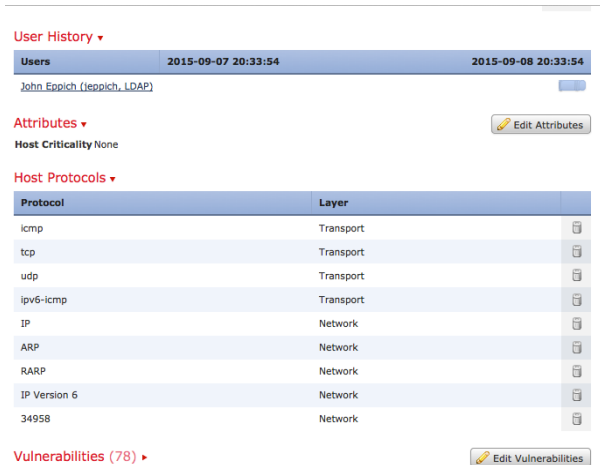 User History
Users 2015-09-07 20:33:54 2015-09-08 20:33:54
John Eppich (jeppich, LDAP)
Attributes
Edit Attributes
Host Criticality None
Host Protocols
Protocol Layer
icmp Transport
tcp Transport
udp Transport
ipv6-icmp Transport
IP Network
ARP Network
RARP Network
IP Version 6 Network
34958 Network
Vulnerabilities (78)
Edit Vulnerabilities